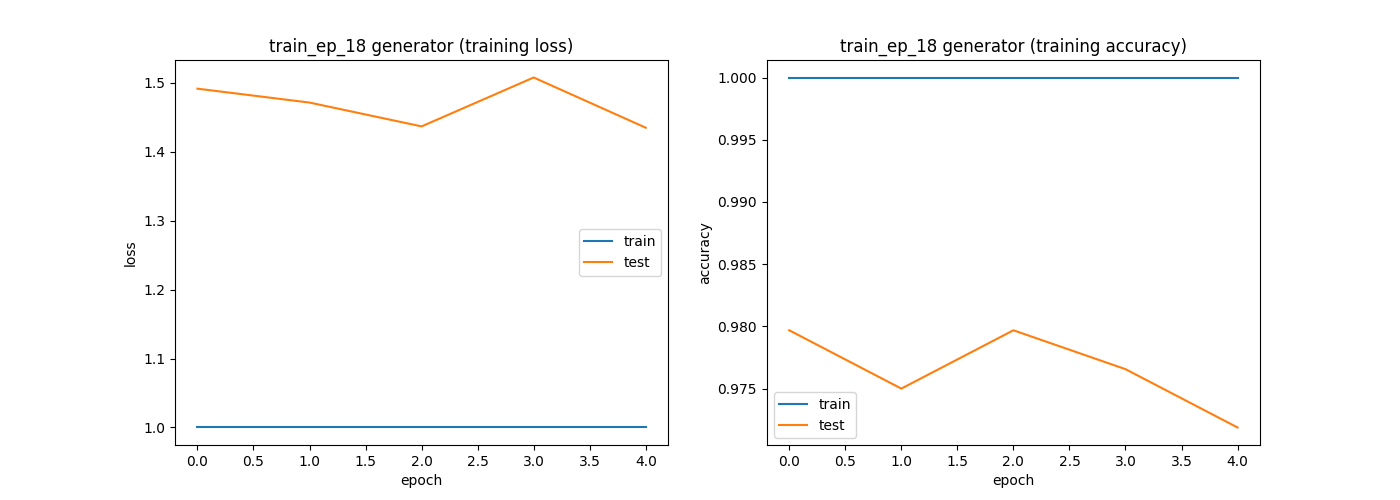 train_ep_18 generator (training loss)
1.5
1.4
1.3
1.2
1.1
1.0
loss
train
test
0.0 0.5 1.0 1.5 2.0 2.5 3.0 3.5 4.0
epoch
train_ep_18 generator (training accuracy)
1.000
0.995
0.990
0.985
0.980
0.975
accuracy
train
test
0.0 0.5 1.0 1.5 2.0 2.5 3.0 3.5 4.0
epoch